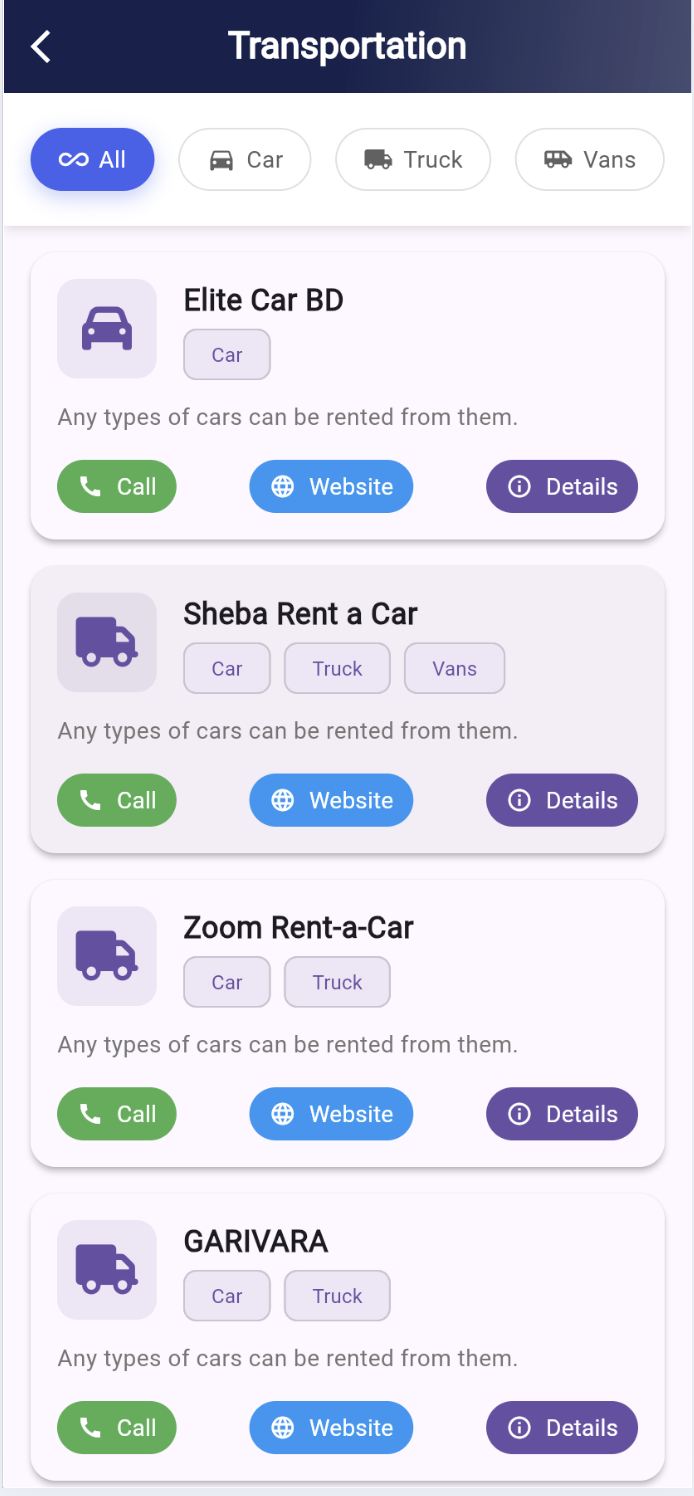 Transportation
All Car Truck Vans
Elite Car BD
Car
Any types of cars can be rented from them.
Call Website Details
Sheba Rent a Car
Car Truck Vans
Any types of cars can be rented from them.
Call Website Details
Zoom Rent-a-Car
Car Truck
Any types of cars can be rented from them.
Call Website Details
GARIVARA
Car Truck
Any types of cars can be rented from them.
Call Website Details